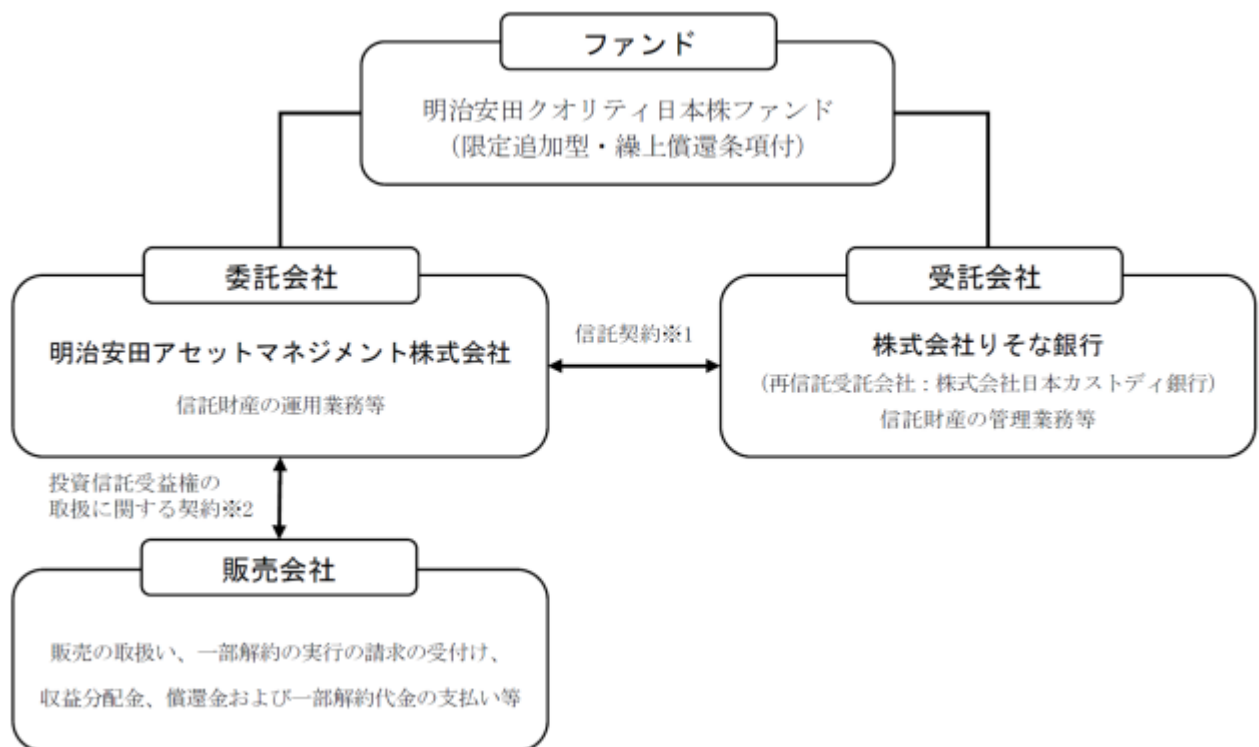 ファンド
明治安田クオリティ日本株ファンド
（限定追加型・繰上償還条項付）
委託会社
明治安田アセットマネジメント株式会社
信託財産の運用業務等
信託契約※1
受託会社
株式会社りそな銀行
（再信託受託会社：株式会社日本カストディ銀行）
信託財産の管理業務等
投資信託受益権の
取扱に関する契約※2
販売会社
販売の取扱い、一部解約の実行の請求の受付け、
収益分配金、償還金および一部解約代金の支払い等